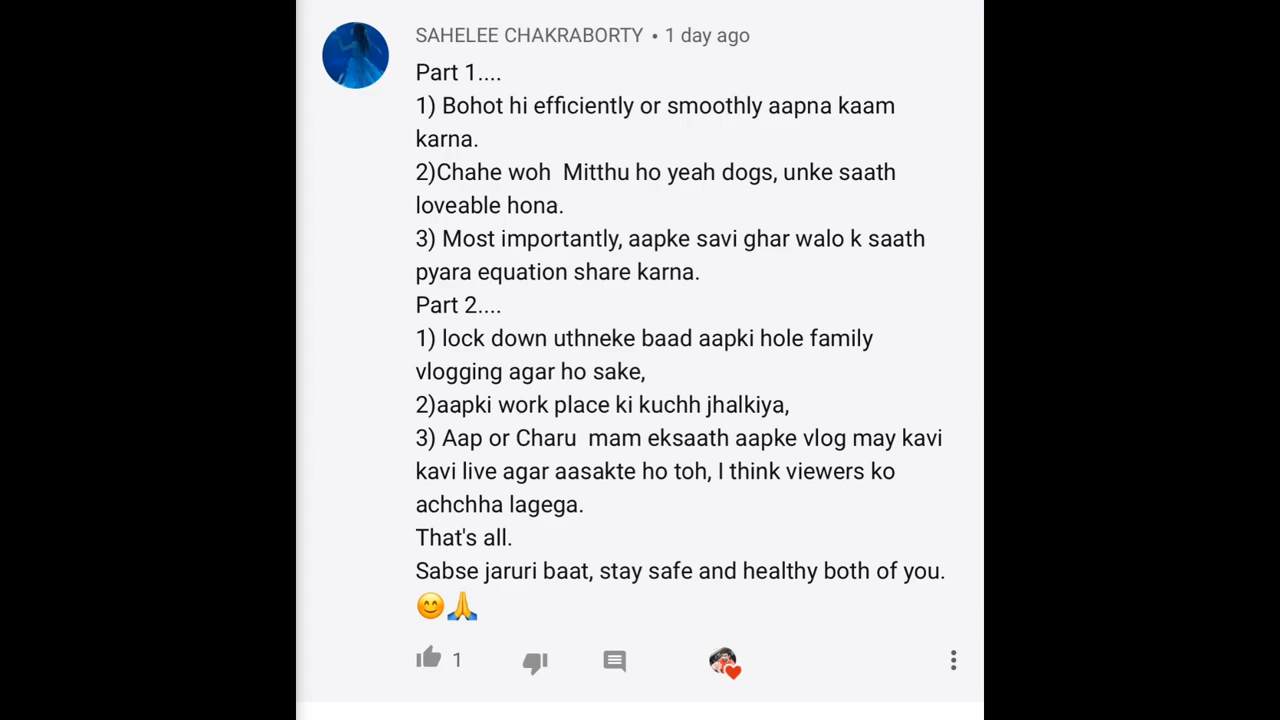 SAHELEE CHAKRABORTY • 1 day ago
Part 1....
1) Bohot hi efficiently or smoothly aapna kaam
karna.
2)Chahe woh  Mitthu ho yeah dogs, unke saath
loveable hona.
3) Most importantly, aapke savi ghar walo k saath
pyara equation share karna.
Part 2....
1) lock down uthneke baad aapki hole family
vlogging agar ho sake,
2)aapki work place ki kuchh jhalkiya,
3) Aap or Charu  mam eksaath aapke vlog may kavi
kavi live agar aasakte ho toh, I think viewers ko
achchha lagega.
That's all.
Sabse jaruri baat, stay safe and healthy both of you.
😊🙏
1